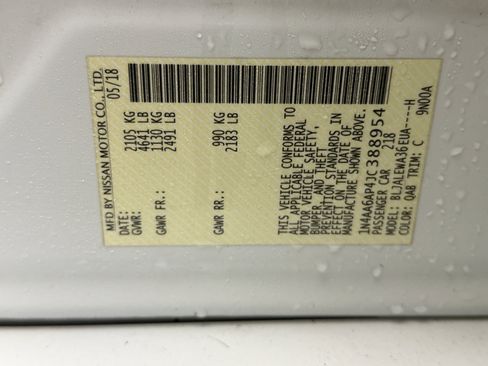 MFD BY NISSAN MOTOR CO., LTD.
DATE: 05/18
GVWR: 2105 KG
4641 LB
GAWR FR.: 1130 KG
2491 LB
GAWR RR.: 990 KG
2183 LB
THIS VEHICLE CONFORMS TO
ALL APPLICABLE FEDERAL
MOTOR VEHICLE SAFETY,
BUMPER, AND THEFT
PREVENTION STANDARDS IN
EFFECT ON THE DATE OF
MANUFACTURE SHOWN ABOVE.
1N4AA6AP4JC388954
PASSENGER CAR 218
MODEL: BLJALEWA36EUA----H
COLOR: QAB TRIM: C 9N00A